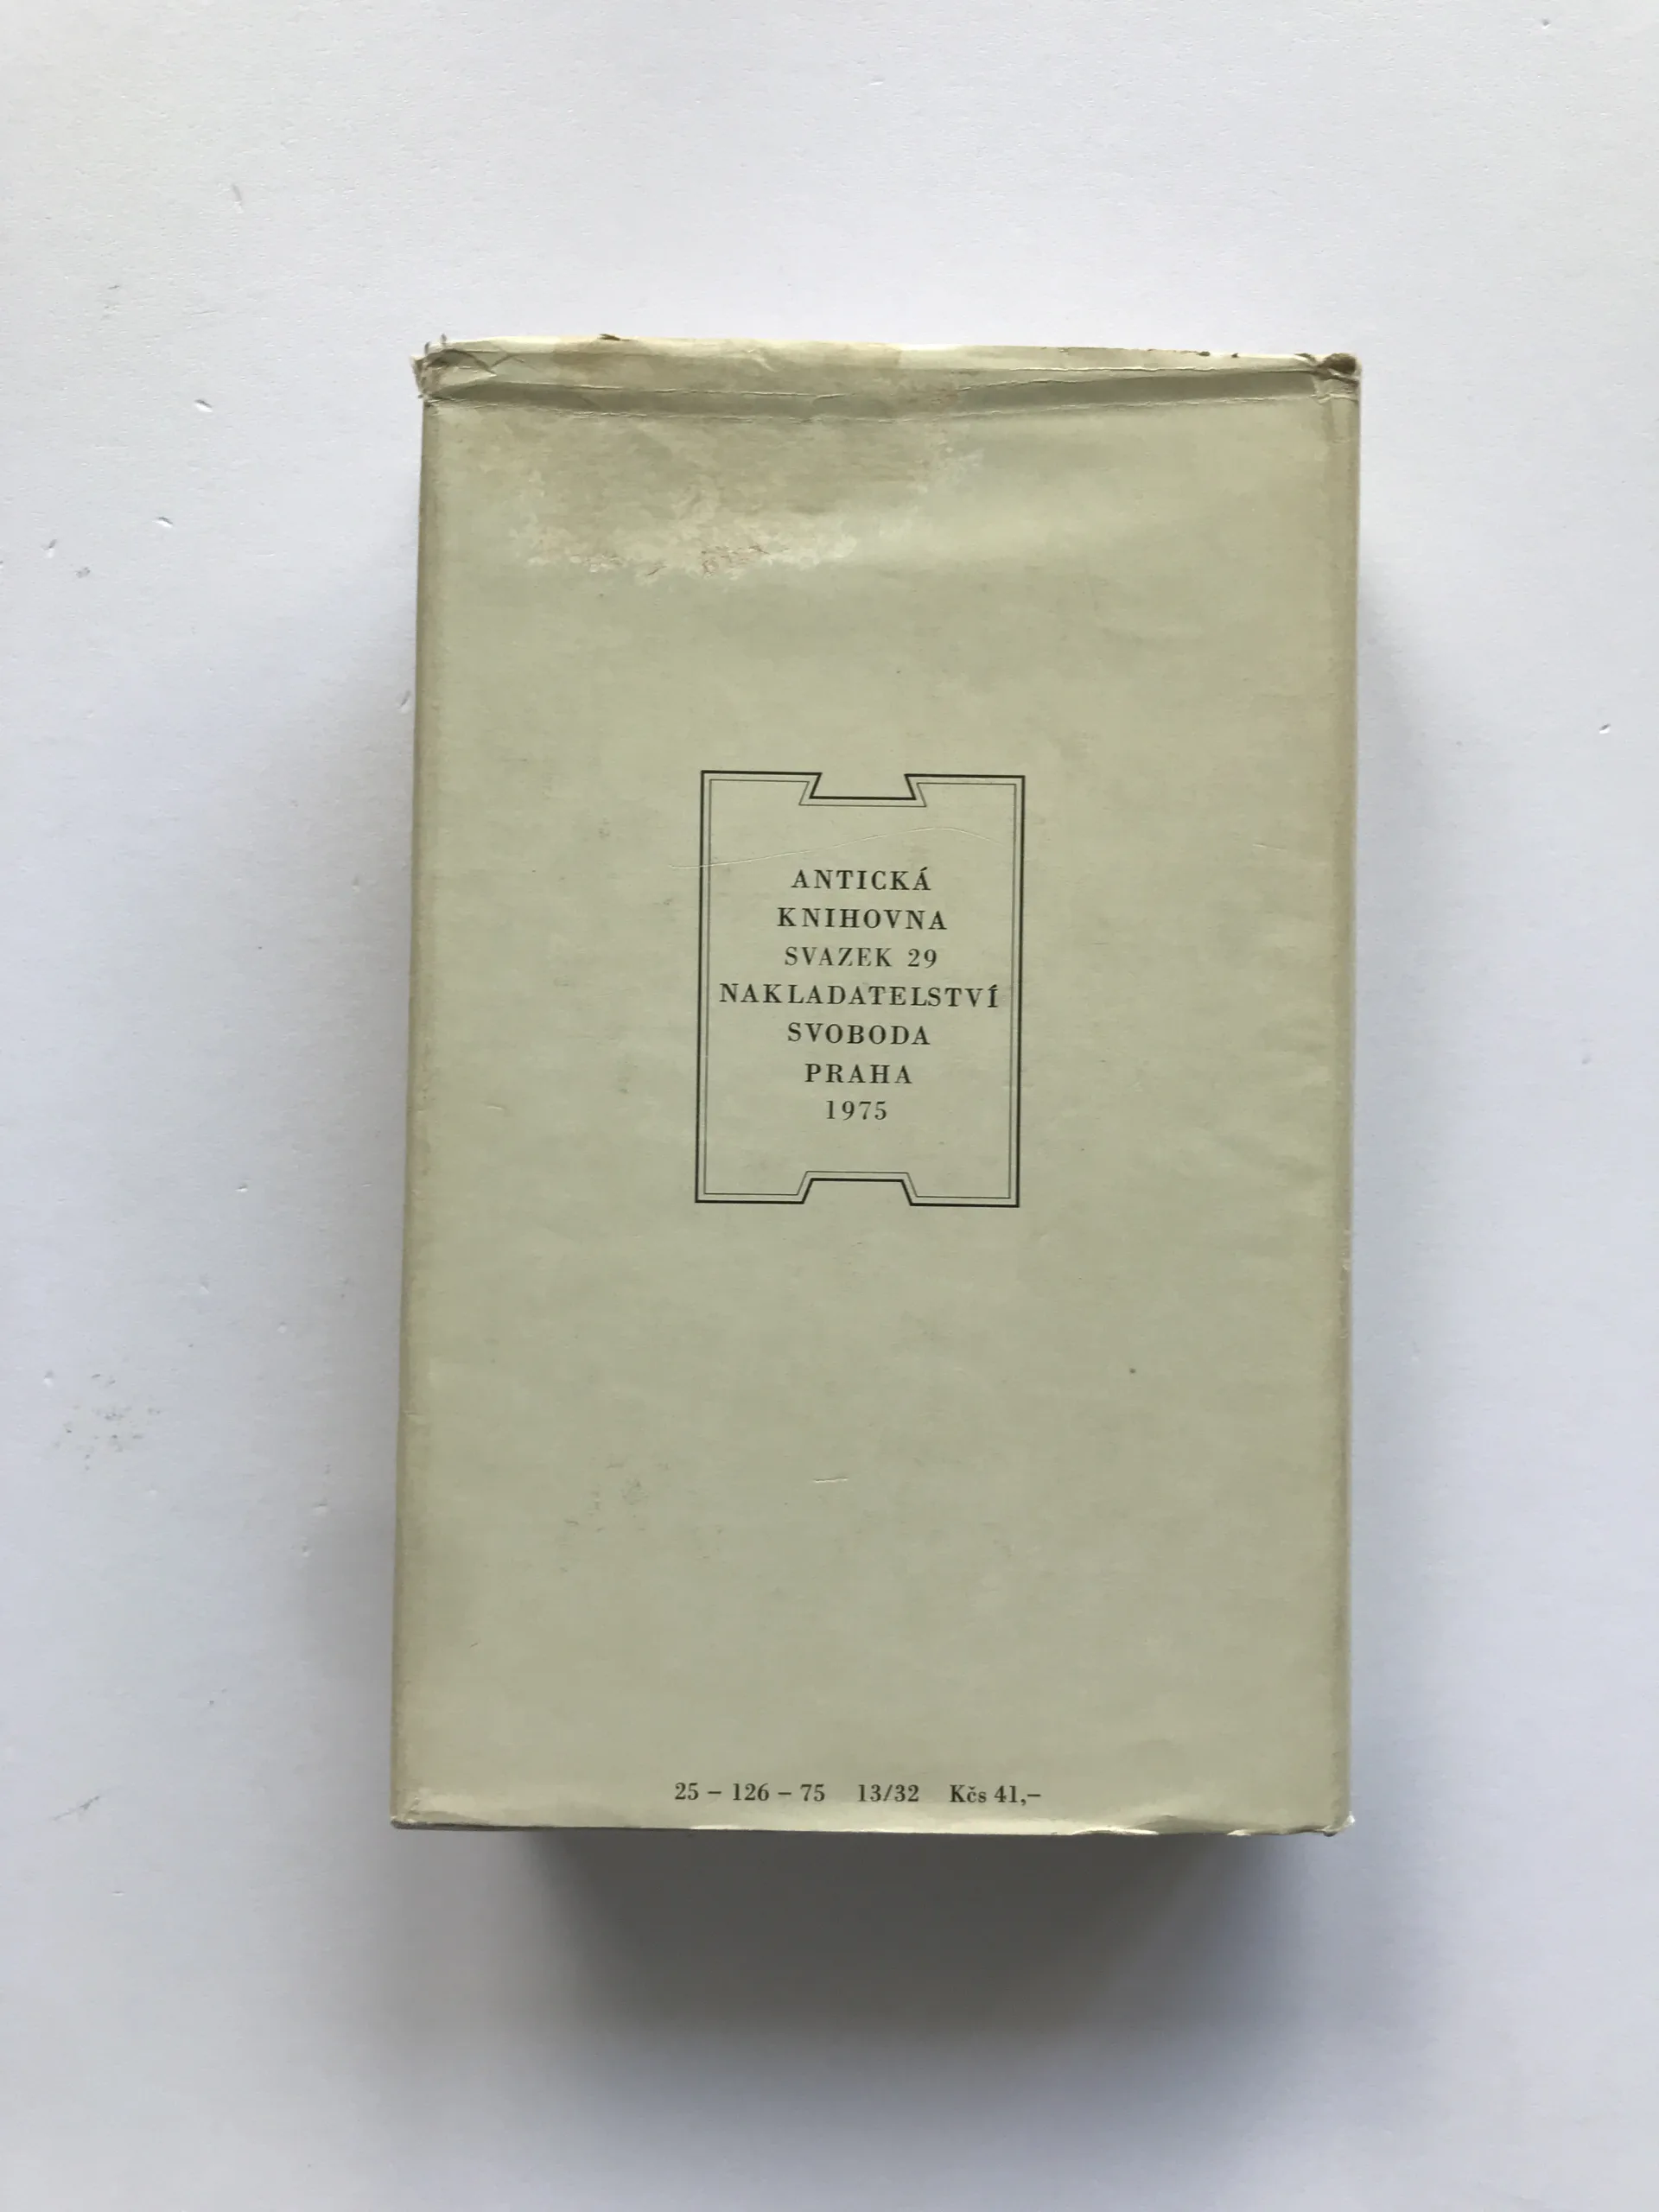 ANTICKÁ
KNIHOVNA
SVAZEK 29
NAKLADATELSTVÍ
SVOBODA
PRAHA
1975
25 – 126 – 75 13/32 Kčs 41,–